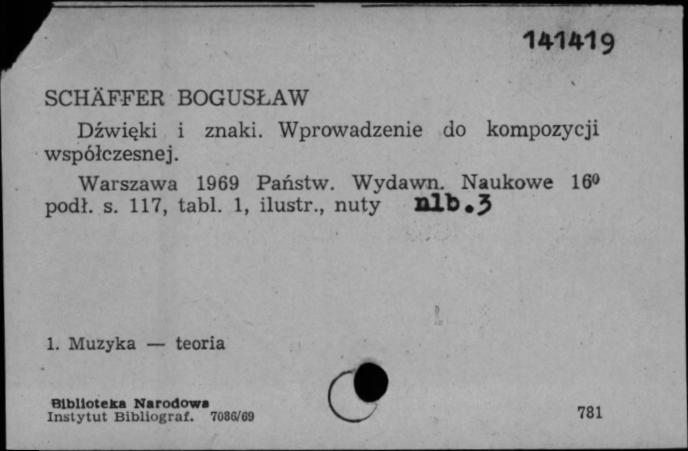 141419
SCHÄFFER BOGUSŁAW
Dźwięki i znaki. Wprowadzenie do kompozycji
współczesnej.
Warszawa 1969 Państw. Wydawn. Naukowe 16⁰
podł. s. 117, tabl. 1, ilustr., nuty nlb.3
1. Muzyka — teoria
Biblioteka Narodowa
Instytut Bibliograf. 7086/69
781